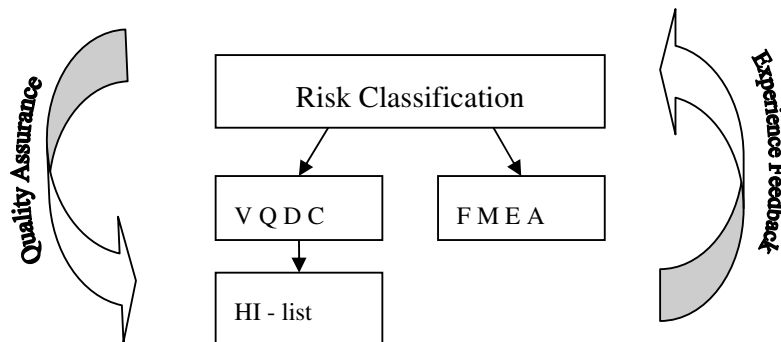 Quality Assurance
Risk Classification
Experience Feedback
V Q D C
F M E A
HI - list